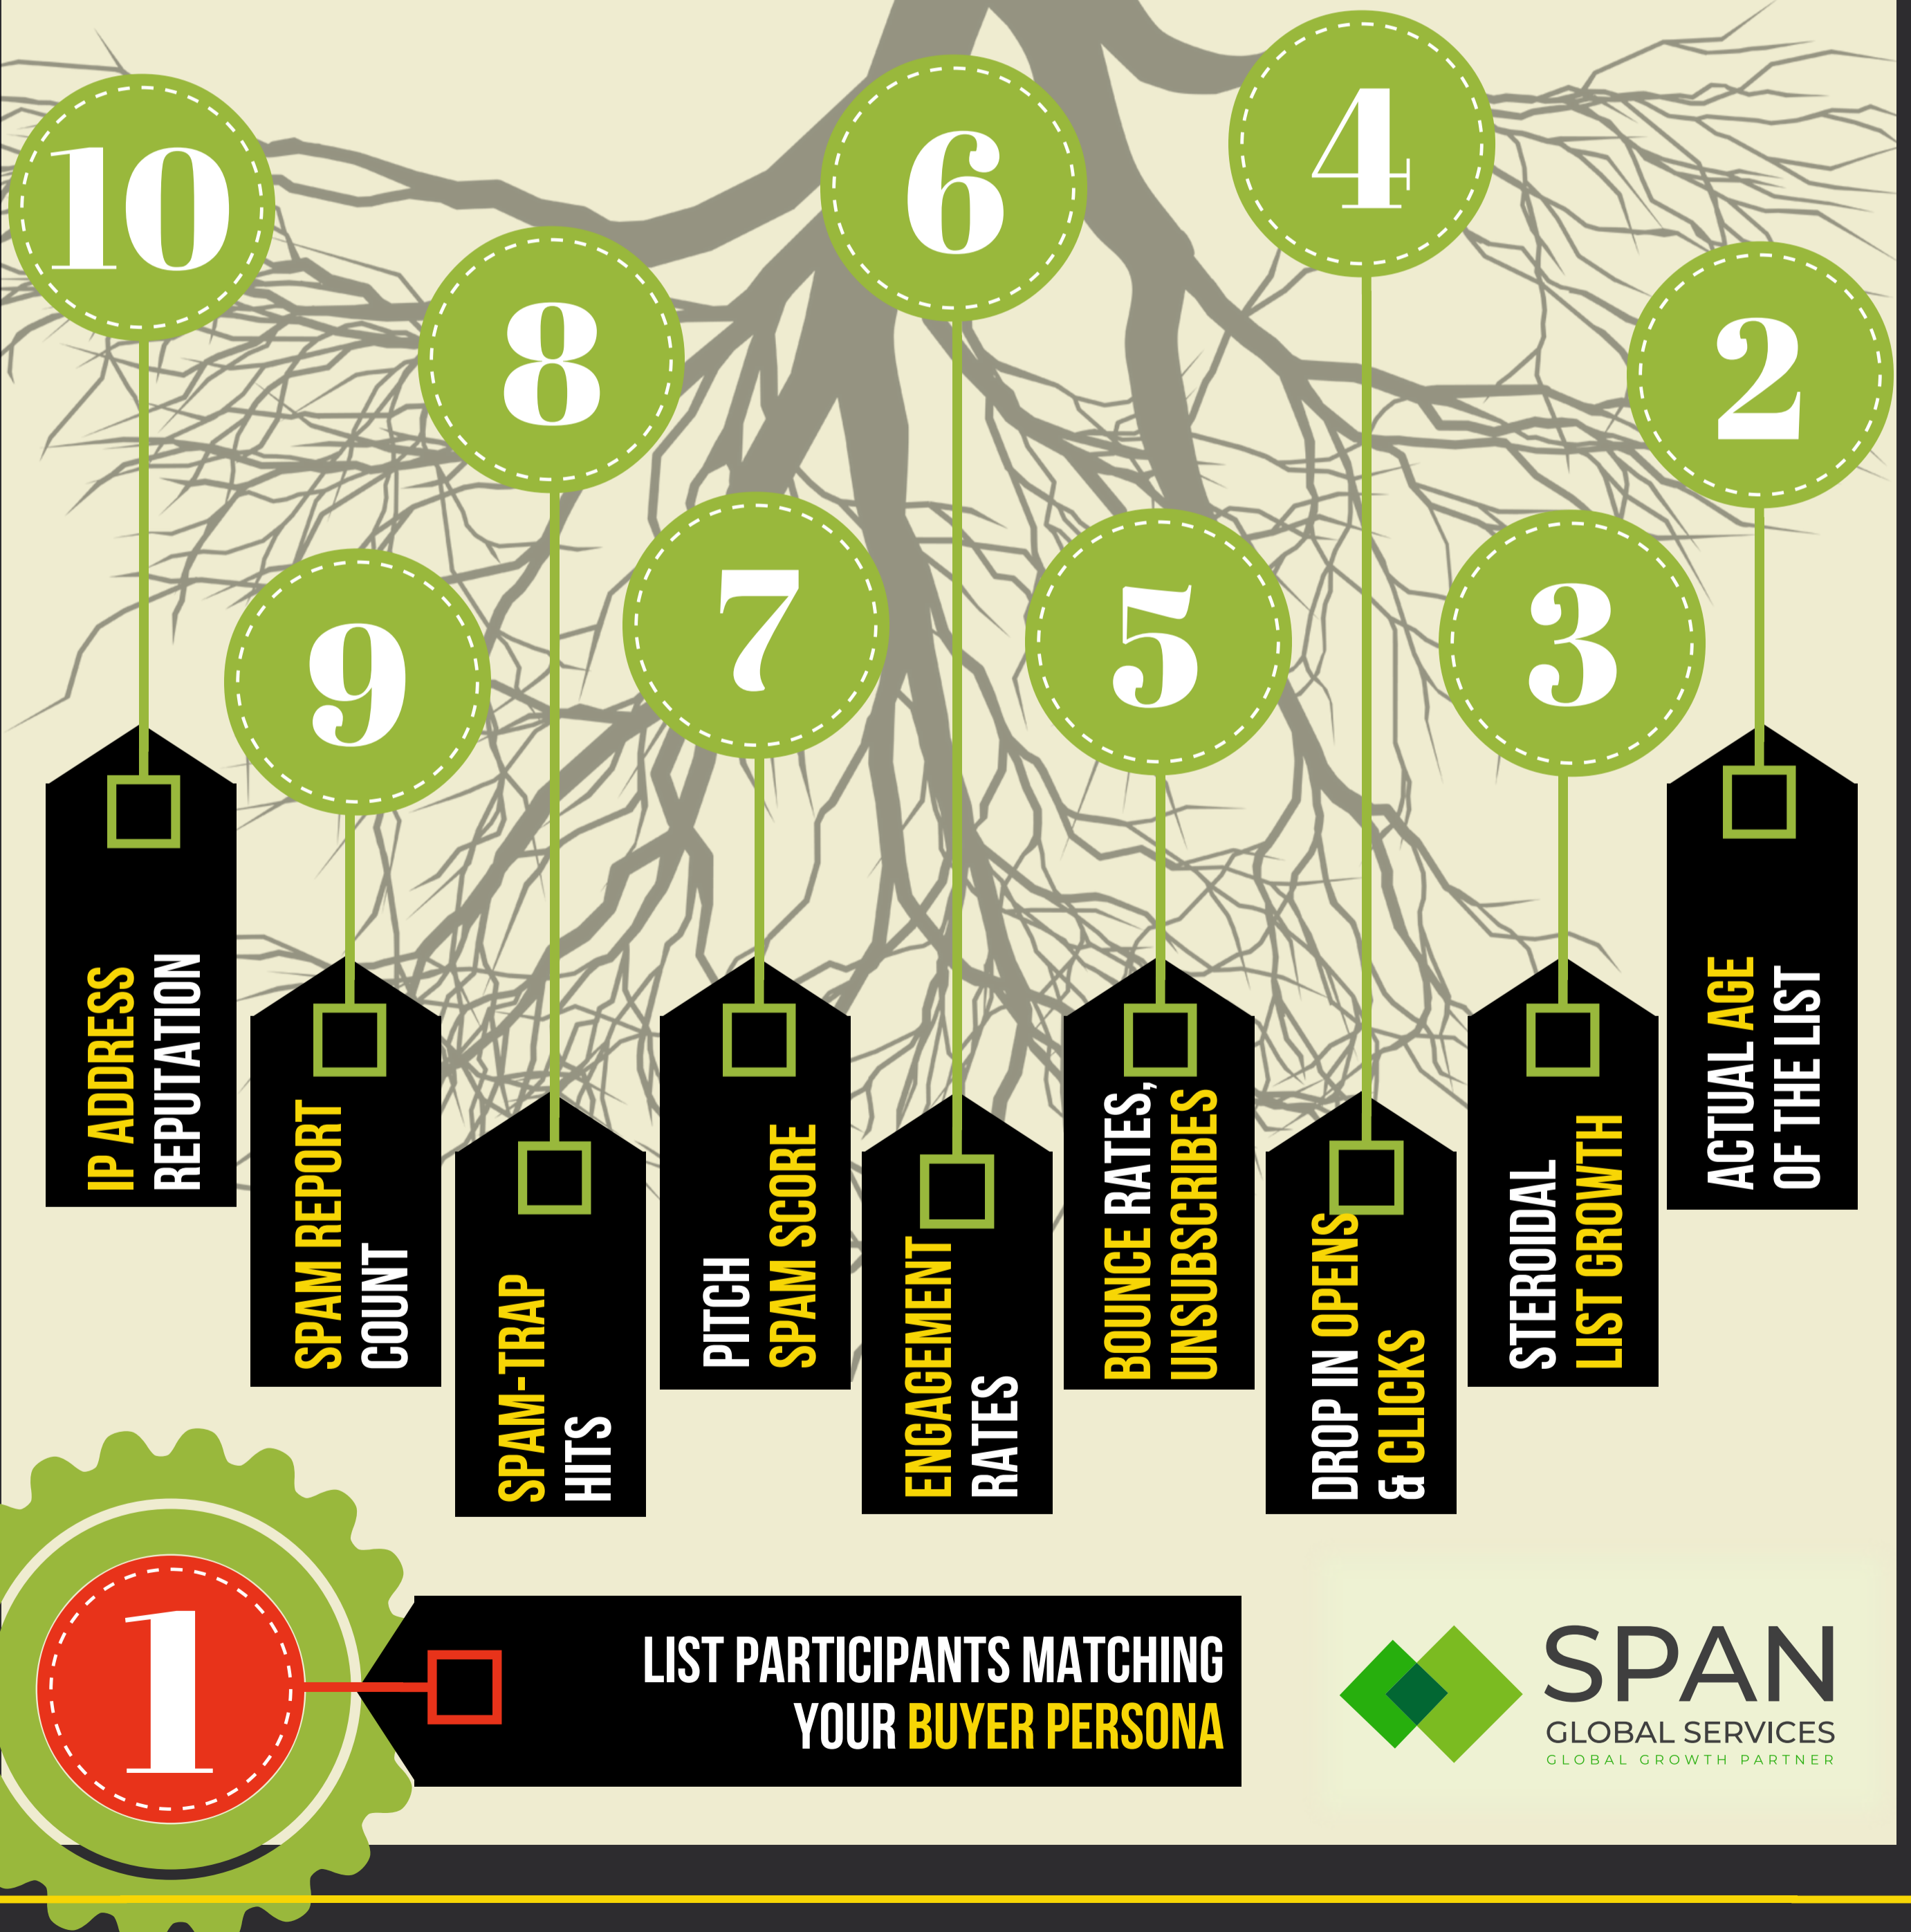 10
IP ADDRESS
REPUTATION
9
SPAM REPORT
COUNT
8
SPAM-TRAP
HITS
7
PITCH
SPAM SCORE
6
ENGAGEMENT
RATES
5
BOUNCE RATES,
UNSUBSCRIBES
4
DROP IN OPENS
& CLICKS
3
STEROIDAL
LIST GROWTH
2
ACTUAL AGE
OF THE LIST
1
LIST PARTICIPANTS MATCHING
YOUR BUYER PERSONA
SPAN
GLOBAL SERVICES
GLOBAL GROWTH PARTNER